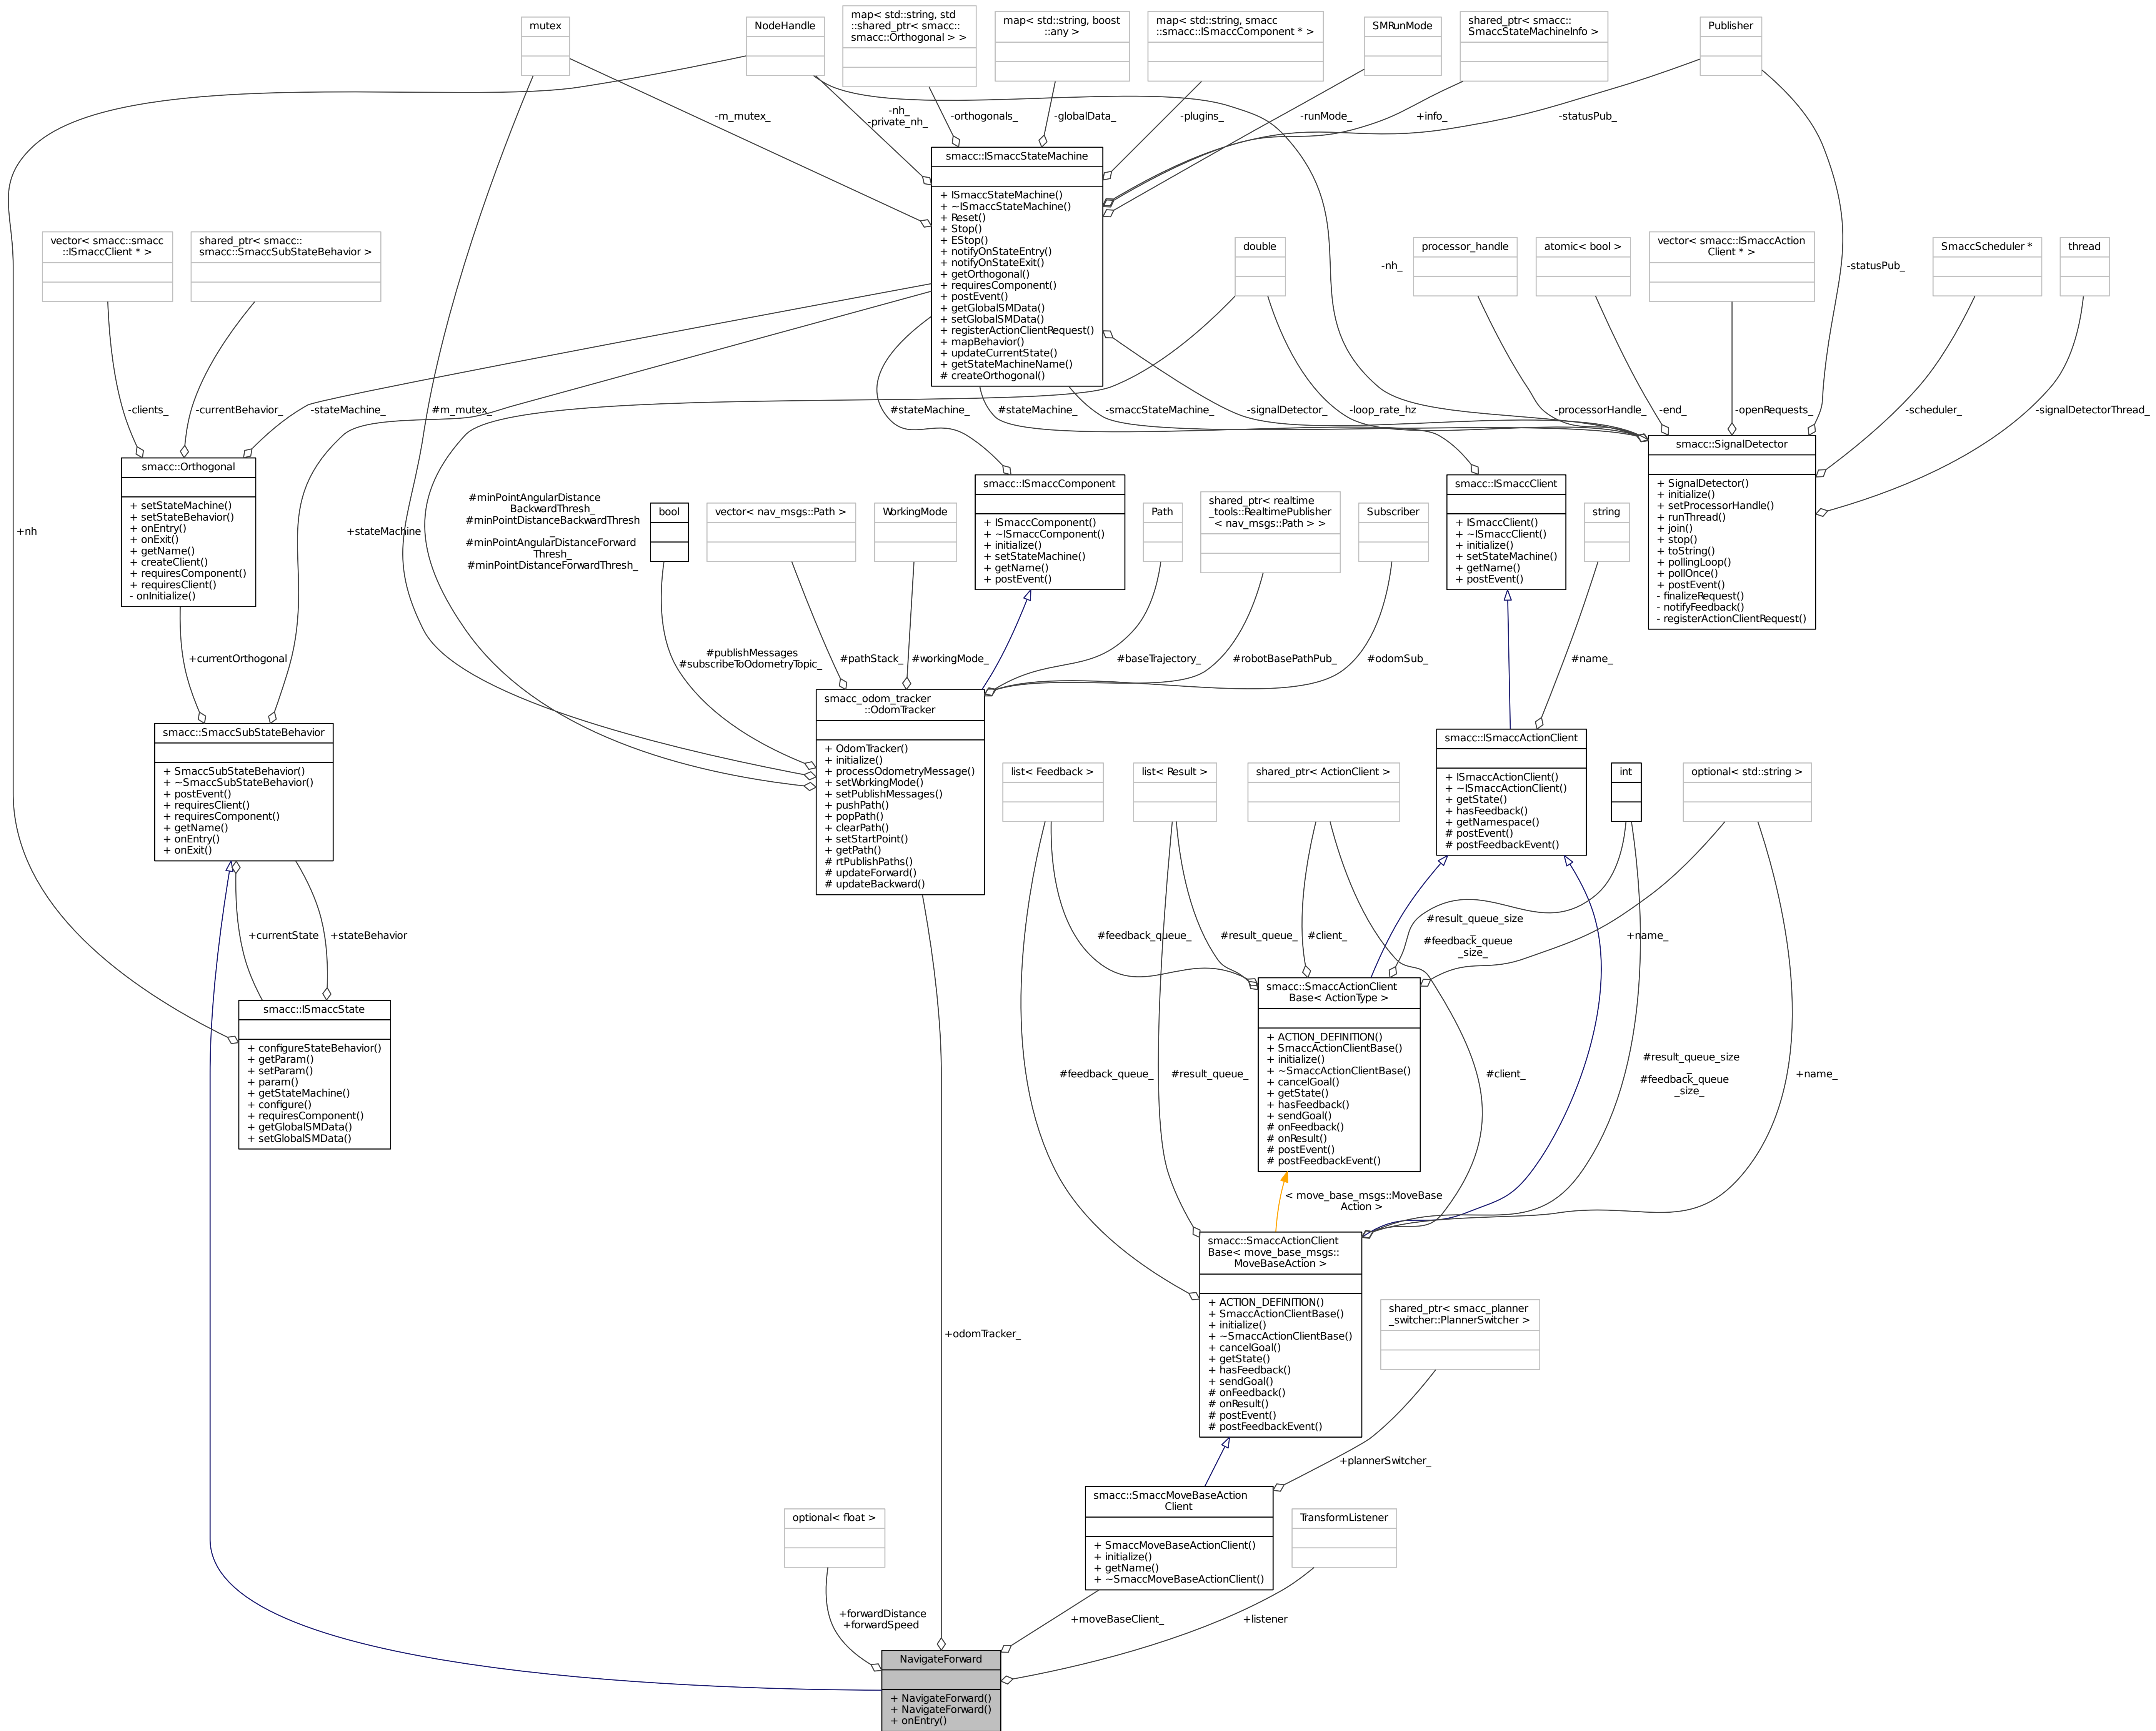 mutex
NodeHandle
map< std::string, std
::shared_ptr< smacc::
smacc::Orthogonal > >
map< std::string, boost
::any >
map< std::string, smacc
::smacc::ISmaccComponent * >
SMRunMode
shared_ptr< smacc::
SmaccStateMachineInfo >
Publisher
-m_mutex_
-nh_
-private_nh_
-orthogonals_
-globalData_
-plugins_
-runMode_
+info_
-statusPub_
smacc::ISmaccStateMachine
+ ISmaccStateMachine()
+ ~ISmaccStateMachine()
+ Reset()
+ Stop()
+ EStop()
+ notifyOnStateEntry()
+ notifyOnStateExit()
+ getOrthogonal()
+ requiresComponent()
+ postEvent()
+ getGlobalSMData()
+ setGlobalSMData()
+ registerActionClientRequest()
+ mapBehavior()
+ updateCurrentState()
+ getStateMachineName()
# createOrthogonal()
vector< smacc::smacc
::ISmaccClient * >
shared_ptr< smacc::
smacc::SmaccSubStateBehavior >
double
processor_handle
atomic< bool >
vector< smacc::ISmaccAction
Client * >
SmaccScheduler *
thread
-nh_
-statusPub_
-clients_
-currentBehavior_
-stateMachine_
#m_mutex_
#stateMachine_
#stateMachine_
-smaccStateMachine_
-signalDetector_
-loop_rate_hz
-processorHandle_
-end_
-openRequests_
-scheduler_
-signalDetectorThread_
smacc::Orthogonal
+ setStateMachine()
+ setStateBehavior()
+ onEntry()
+ onExit()
+ getName()
+ createClient()
+ requiresComponent()
+ requiresClient()
- onInitialize()
smacc::SignalDetector
+ SignalDetector()
+ initialize()
+ setProcessorHandle()
+ runThread()
+ join()
+ stop()
+ toString()
+ pollingLoop()
+ pollOnce()
+ postEvent()
- finalizeRequest()
- notifyFeedback()
- registerActionClientRequest()
+nh
+stateMachine
#minPointAngularDistance
BackwardThresh_
#minPointDistanceBackwardThresh
_
#minPointAngularDistanceForward
Thresh_
#minPointDistanceForwardThresh_
bool
vector< nav_msgs::Path >
WorkingMode
smacc::ISmaccComponent
+ ISmaccComponent()
+ ~ISmaccComponent()
+ initialize()
+ setStateMachine()
+ getName()
+ postEvent()
Path
shared_ptr< realtime
_tools::RealtimePublisher
< nav_msgs::Path > >
Subscriber
smacc::ISmaccClient
+ ISmaccClient()
+ ~ISmaccClient()
+ initialize()
+ setStateMachine()
+ getName()
+ postEvent()
string
+currentOrthogonal
#publishMessages
#subscribeToOdometryTopic_
#pathStack_
#workingMode_
#baseTrajectory_
#robotBasePathPub_
#odomSub_
#name_
smacc_odom_tracker
::OdomTracker
+ OdomTracker()
+ initialize()
+ processOdometryMessage()
+ setWorkingMode()
+ setPublishMessages()
+ pushPath()
+ popPath()
+ clearPath()
+ setStartPoint()
+ getPath()
# rtPublishPaths()
# updateForward()
# updateBackward()
smacc::SmaccSubStateBehavior
+ SmaccSubStateBehavior()
+ ~SmaccSubStateBehavior()
+ postEvent()
+ requiresClient()
+ requiresComponent()
+ getName()
+ onEntry()
+ onExit()
list< Feedback >
list< Result >
shared_ptr< ActionClient >
smacc::ISmaccActionClient
+ ISmaccActionClient()
+ ~ISmaccActionClient()
+ getState()
+ hasFeedback()
+ getNamespace()
# postEvent()
# postFeedbackEvent()
int
optional< std::string >
+currentState
+stateBehavior
#feedback_queue_
#result_queue_
#client_
#result_queue_size
_
#feedback_queue
_size_
+name_
smacc::ISmaccState
+ configureStateBehavior()
+ getParam()
+ setParam()
+ param()
+ getStateMachine()
+ configure()
+ requiresComponent()
+ getGlobalSMData()
+ setGlobalSMData()
smacc::SmaccActionClient
Base< ActionType >
+ ACTION_DEFINITION()
+ SmaccActionClientBase()
+ initialize()
+ ~SmaccActionClientBase()
+ cancelGoal()
+ getState()
+ hasFeedback()
+ sendGoal()
# onFeedback()
# onResult()
# postEvent()
# postFeedbackEvent()
#feedback_queue_
#result_queue_
#client_
#result_queue_size
_
#feedback_queue
_size_
+name_
< move_base_msgs::MoveBase
Action >
smacc::SmaccActionClient
Base< move_base_msgs::
MoveBaseAction >
+ ACTION_DEFINITION()
+ SmaccActionClientBase()
+ initialize()
+ ~SmaccActionClientBase()
+ cancelGoal()
+ getState()
+ hasFeedback()
+ sendGoal()
# onFeedback()
# onResult()
# postEvent()
# postFeedbackEvent()
+odomTracker_
shared_ptr< smacc_planner
_switcher::PlannerSwitcher >
+plannerSwitcher_
optional< float >
smacc::SmaccMoveBaseAction
Client
+ SmaccMoveBaseActionClient()
+ initialize()
+ getName()
+ ~SmaccMoveBaseActionClient()
TransformListener
+forwardDistance
+forwardSpeed
+moveBaseClient_
+listener
NavigateForward
+ NavigateForward()
+ NavigateForward()
+ onEntry()